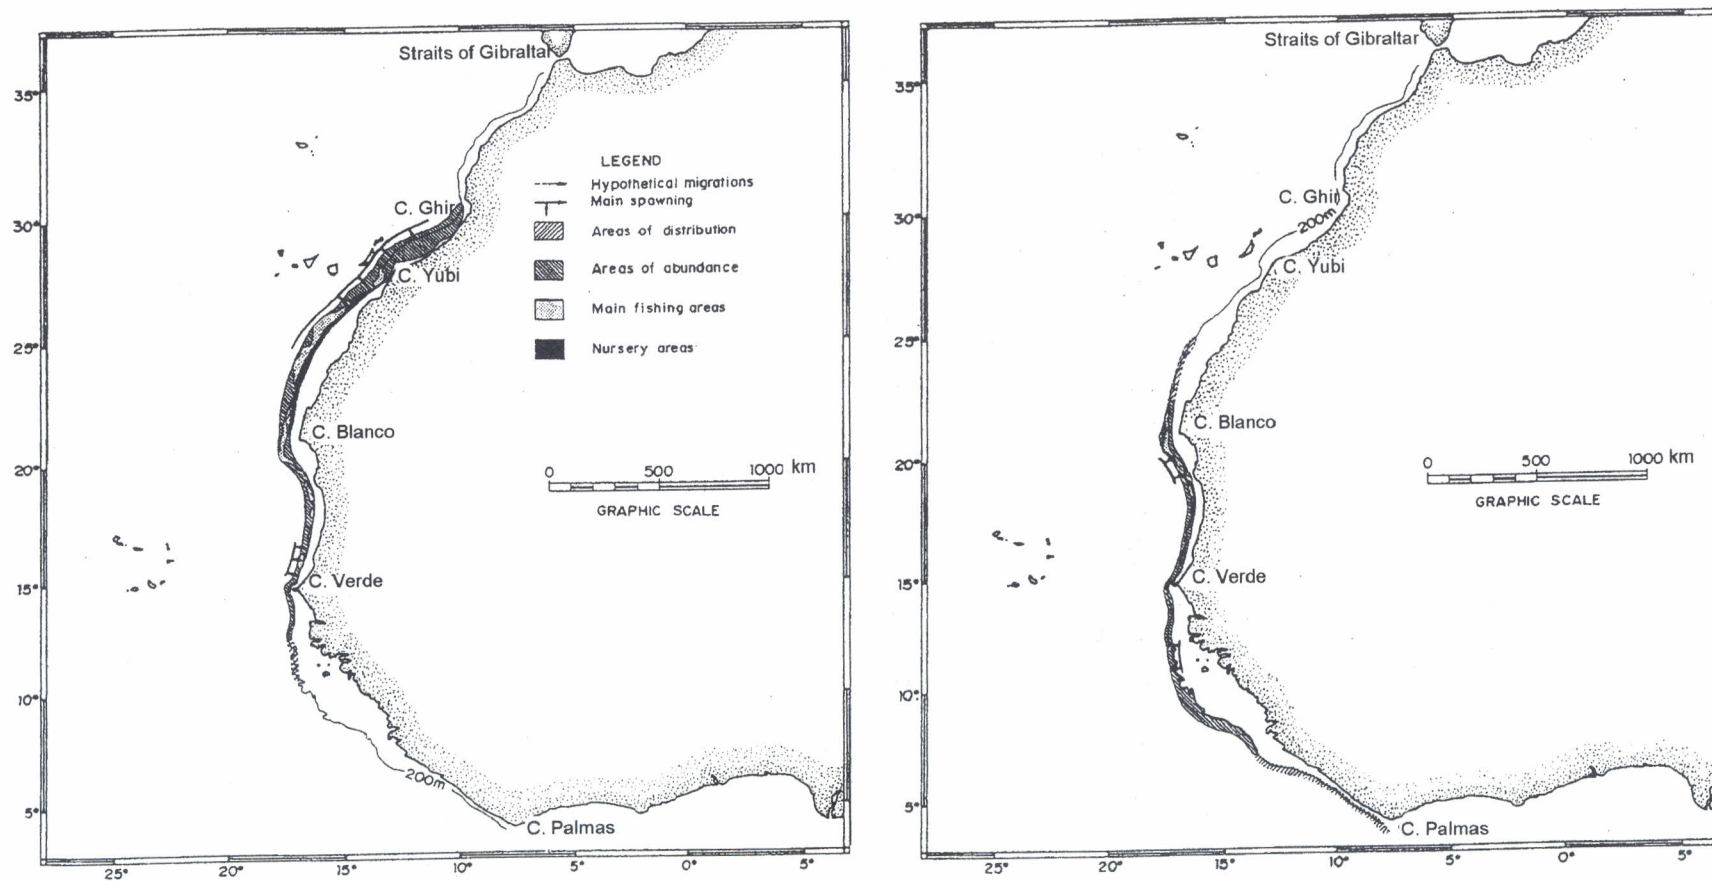 Straits of Gibraltar
35°
LEGEND
Hypothetical migrations
Main spawning
Areas of distribution
Areas of abundance
Main fishing areas
Nursery areas
C. Ghir
30°
C. Yubi
25°
C. Blanco
20°
0 500 1000 km
GRAPHIC SCALE
15°
C. Verde
10°
200m
5°
C. Palmas
25° 20° 15° 10° 5° 0° 5°
Straits of Gibraltar
35°
C. Ghir
30°
200m
C. Yubi
25°
C. Blanco
20°
0 500 1000 km
GRAPHIC SCALE
15°
C. Verde
10°
5°
C. Palmas
25° 20° 15° 10° 5° 0° 5°